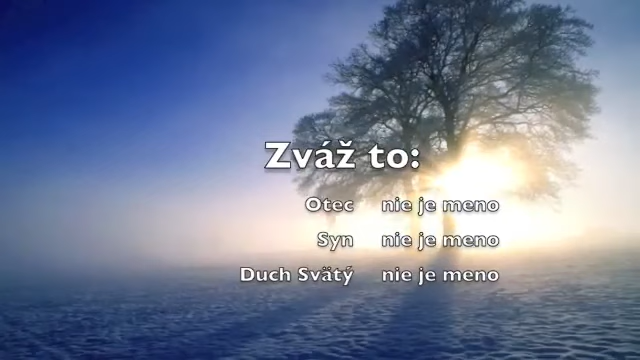 Zváž to:
Otec nie je meno
Syn nie je meno
Duch Svätý nie je meno